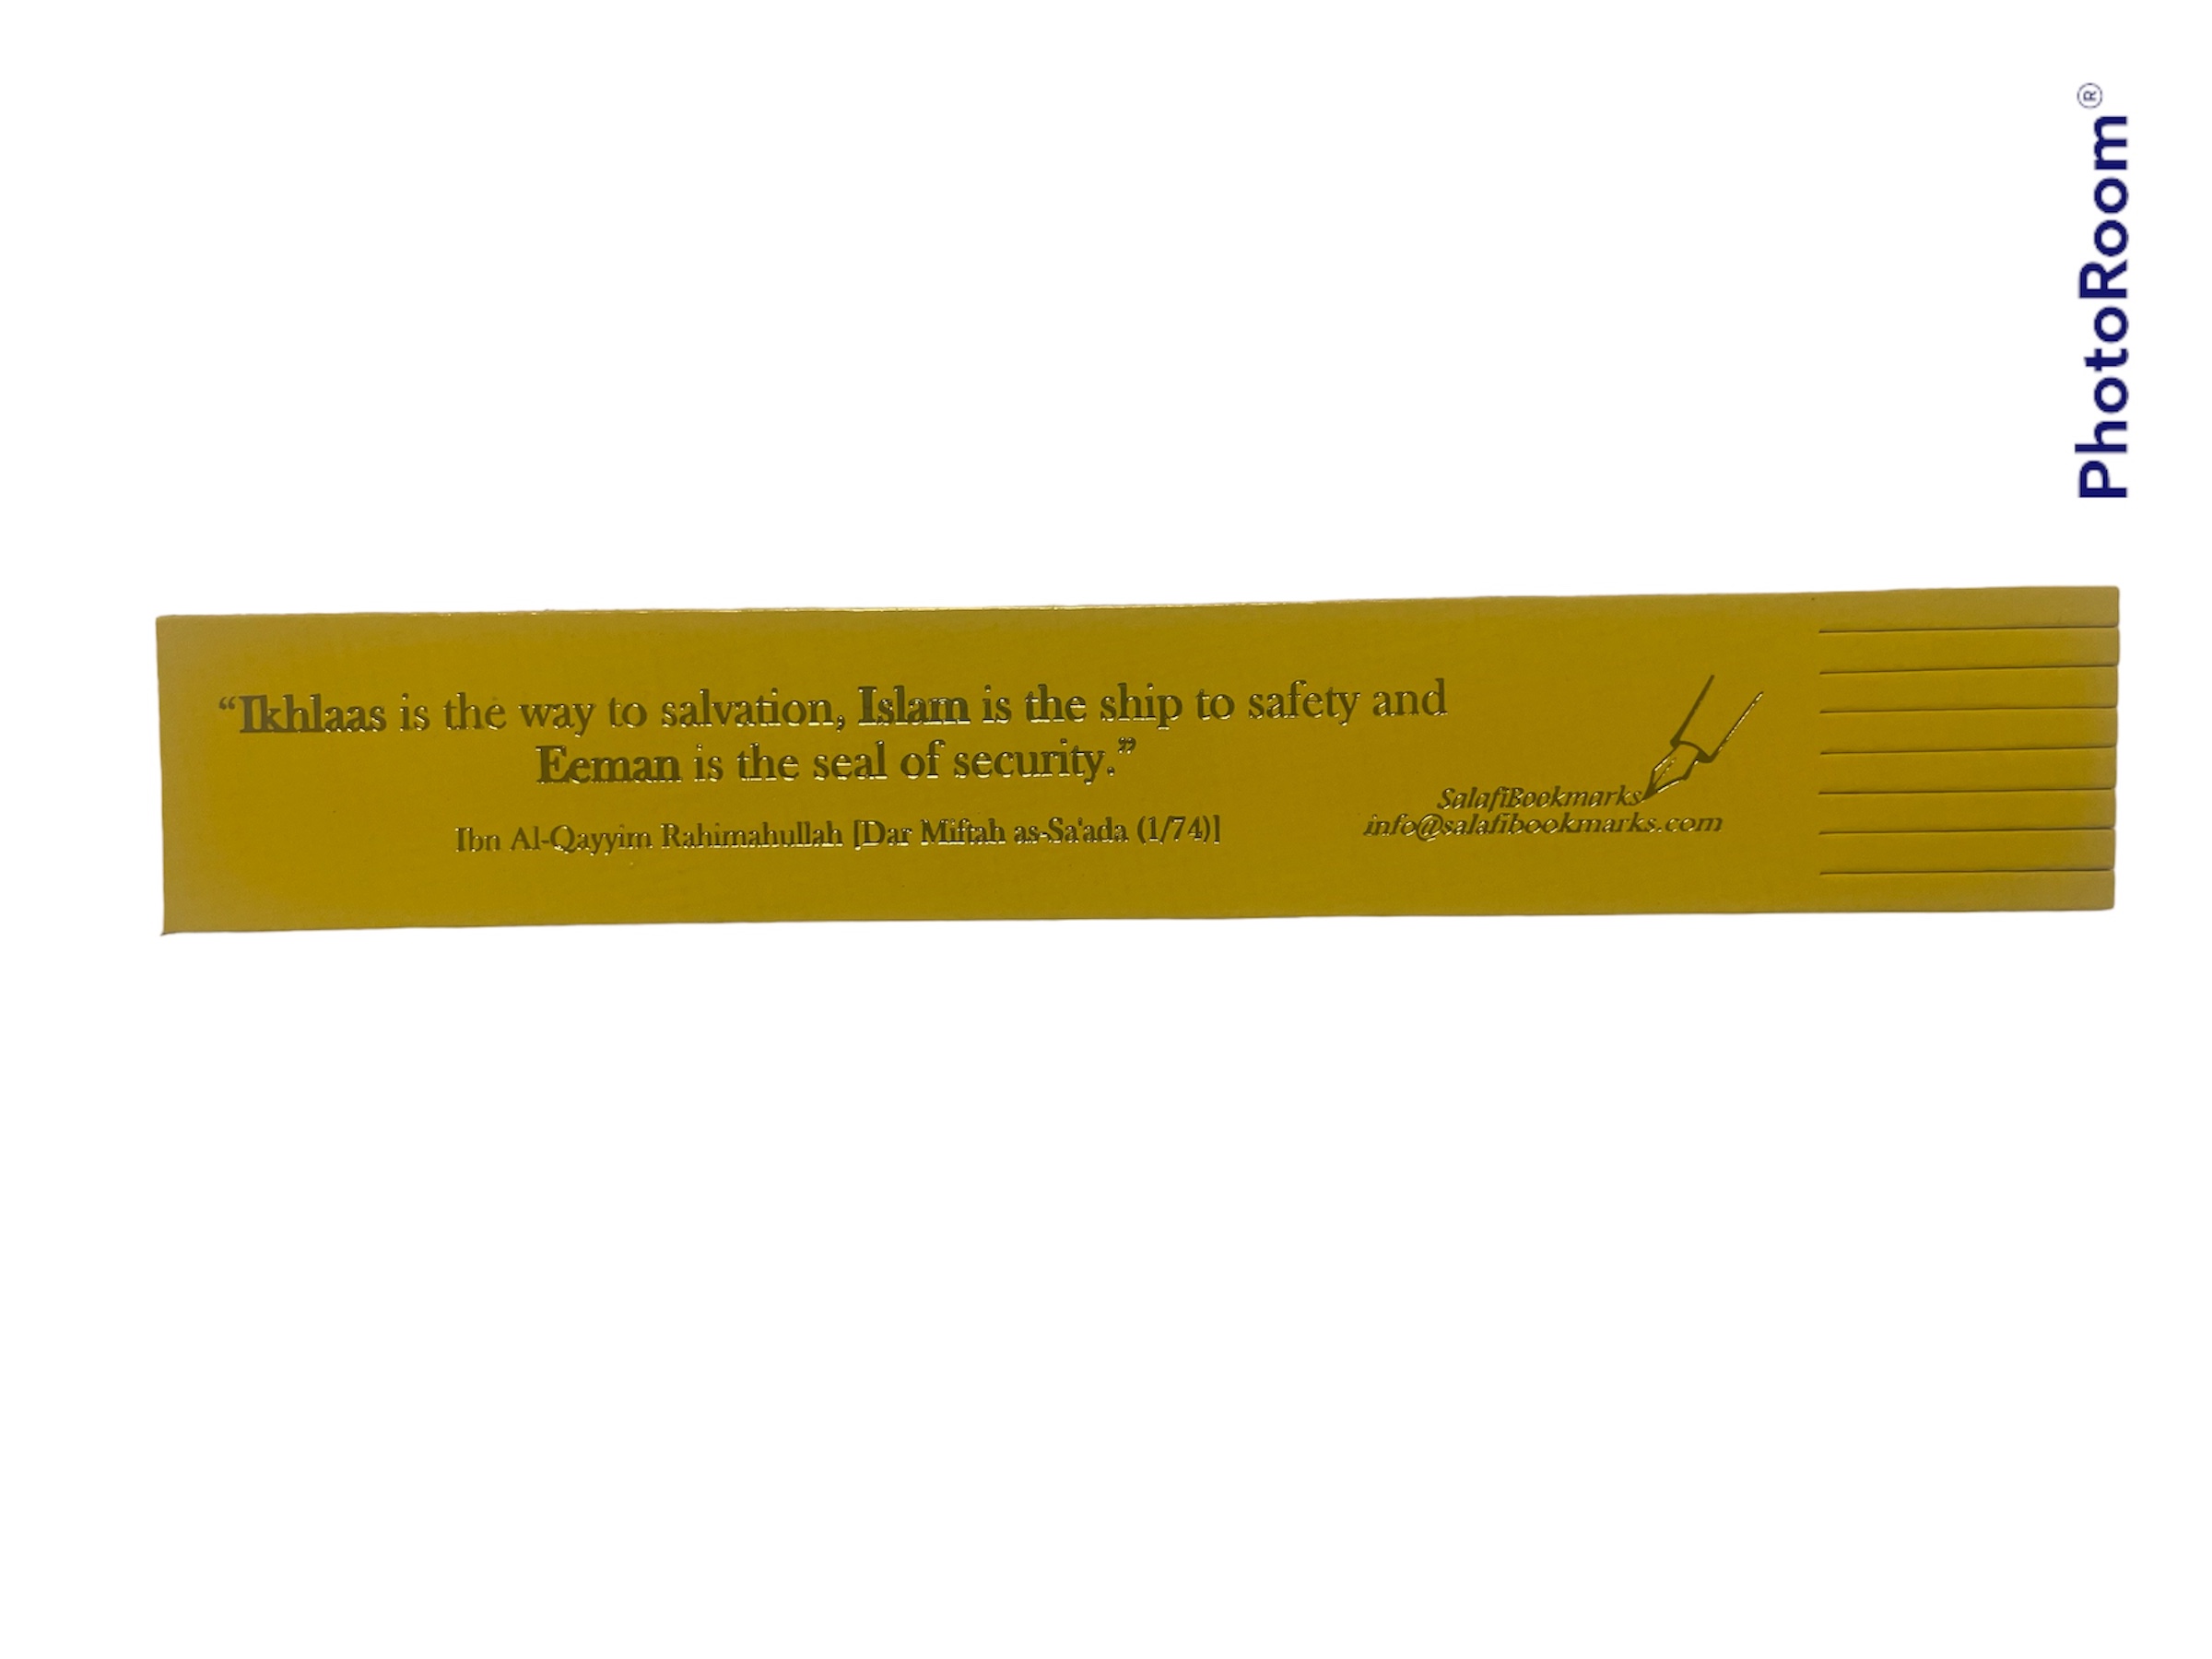 “Ikhlaas is the way to salvation, Islam is the ship to safety and
Eeman is the seal of security.”
Ibn Al-Qayyim Rahimahullah [Dar Miftah as-Sa'ada (1/74)]
SalafiBookmarks
info@salafibookmarks.com
PhotoRoom®